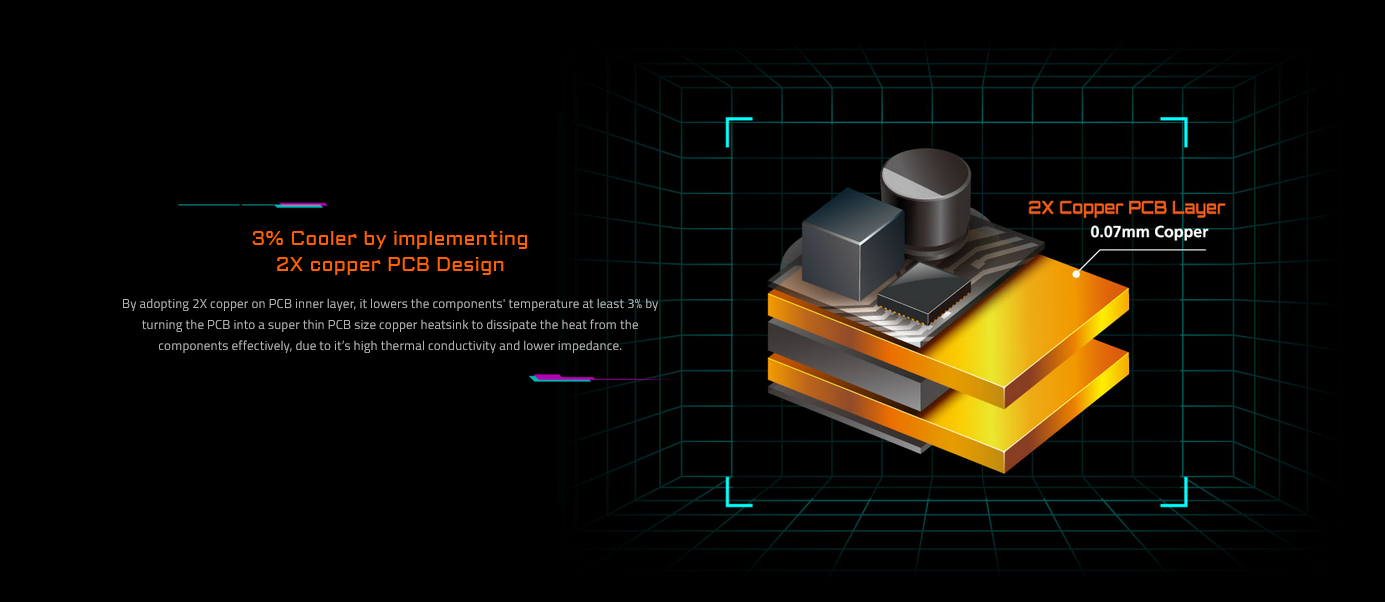 3% Cooler by implementing
2X copper PCB Design
By adopting 2X copper on PCB inner layer, it lowers the components' temperature at least 3% by
turning the PCB into a super thin PCB size copper heatsink to dissipate the heat from the
components effectively, due to it’s high thermal conductivity and lower impedance.
2X Copper PCB Layer
0.07mm Copper